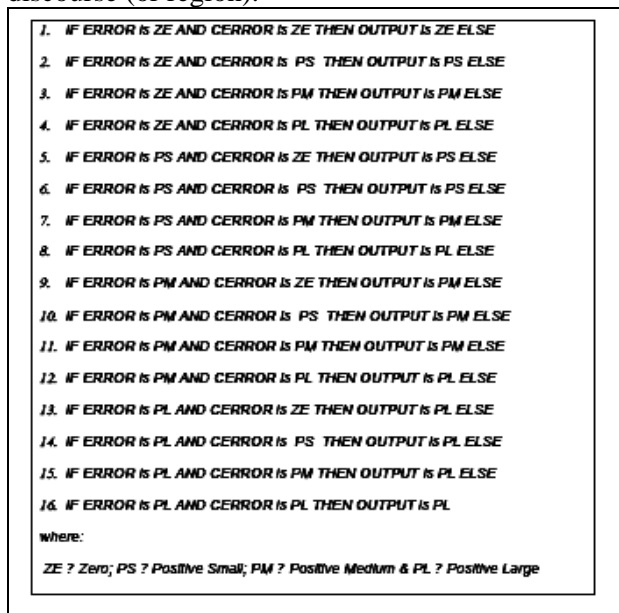 discourse (or region).
1. IF ERROR is ZE AND CERROR is ZE THEN OUTPUT is ZE ELSE
2. IF ERROR is ZE AND CERROR is PS THEN OUTPUT is PS ELSE
3. IF ERROR is ZE AND CERROR is PM THEN OUTPUT is PM ELSE
4. IF ERROR is ZE AND CERROR is PL THEN OUTPUT is PL ELSE
5. IF ERROR is PS AND CERROR is ZE THEN OUTPUT is PS ELSE
6. IF ERROR is PS AND CERROR is PS THEN OUTPUT is PS ELSE
7. IF ERROR is PS AND CERROR is PM THEN OUTPUT is PM ELSE
8. IF ERROR is PS AND CERROR is PL THEN OUTPUT is PL ELSE
9. IF ERROR is PM AND CERROR is ZE THEN OUTPUT is PM ELSE
10. IF ERROR is PM AND CERROR is PS THEN OUTPUT is PM ELSE
11. IF ERROR is PM AND CERROR is PM THEN OUTPUT is PM ELSE
12. IF ERROR is PM AND CERROR is PL THEN OUTPUT is PL ELSE
13. IF ERROR is PL AND CERROR is ZE THEN OUTPUT is PL ELSE
14. IF ERROR is PL AND CERROR is PS THEN OUTPUT is PL ELSE
15. IF ERROR is PL AND CERROR is PM THEN OUTPUT is PL ELSE
16. IF ERROR is PL AND CERROR is PL THEN OUTPUT is PL
where:
ZE ? Zero; PS ? Positive Small; PM ? Positive Medium & PL ? Positive Large